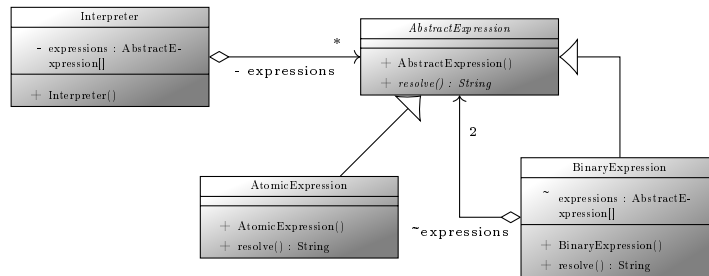 Interpreter
- expressions : AbstractE-
xpression[]
+ Interpreter()
*
- expressions
AbstractExpression
+ AbstractExpression()
+ resolve() : String
2
~expressions
AtomicExpression
+ AtomicExpression()
+ resolve() : String
BinaryExpression
~ expressions : AbstractE-
xpression[]
+ BinaryExpression()
+ resolve() : String